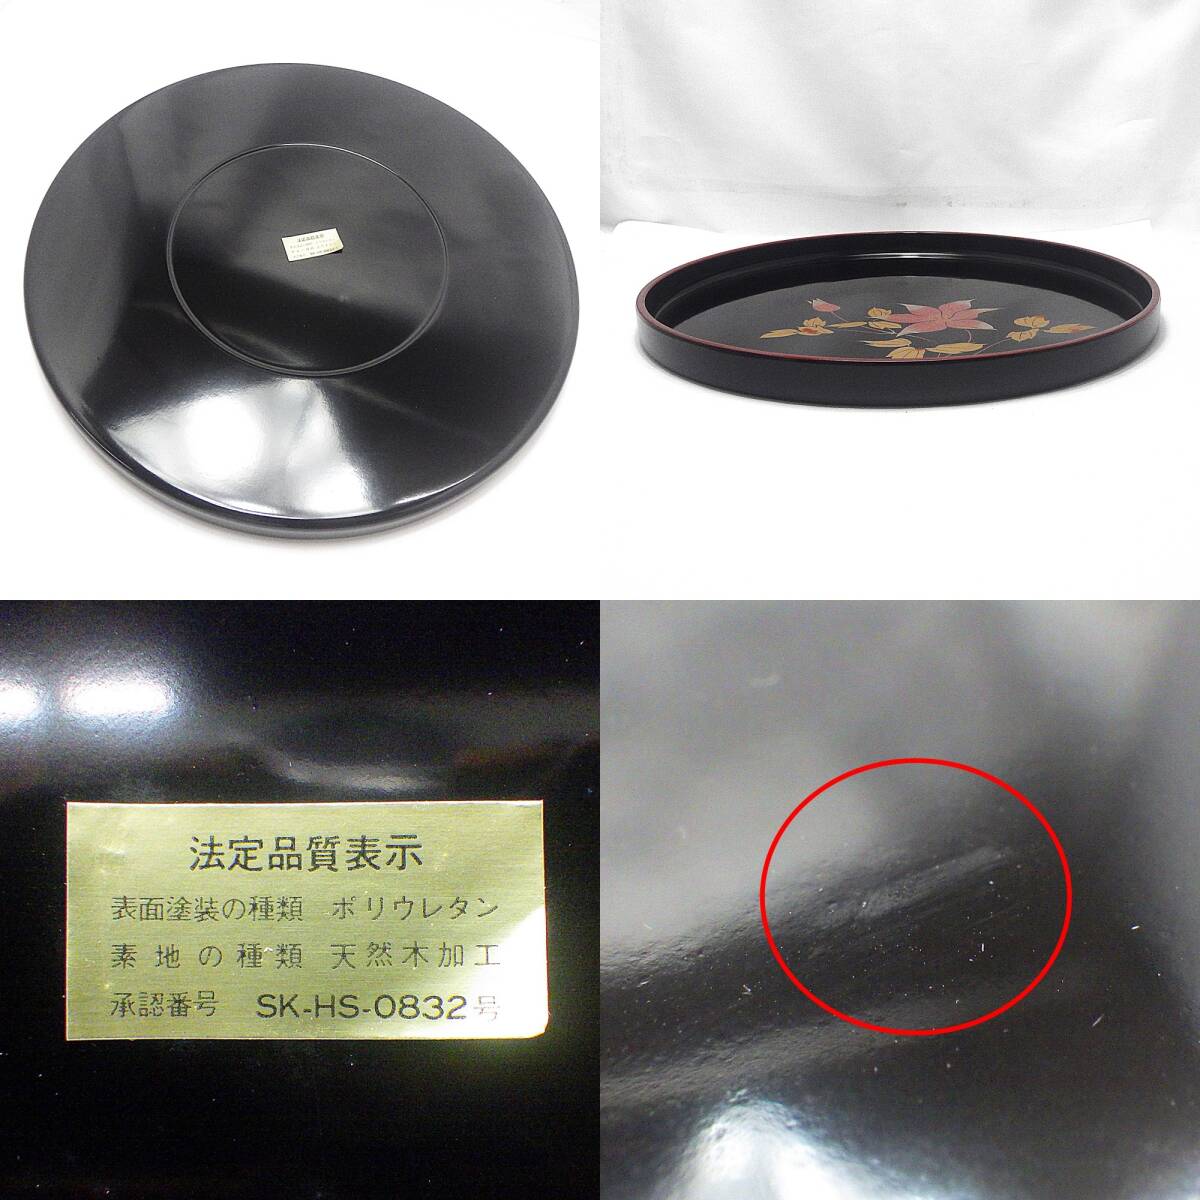 法定品質表示
表面塗装の種類 ポリウレタン
素地の種類 天然木加工
承認番号 SK-HS-0832号